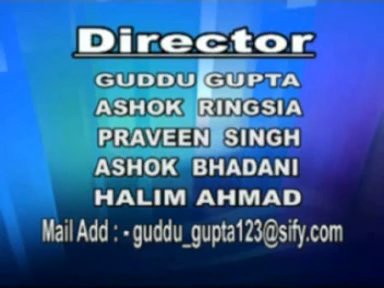 Director
GUDDU GUPTA
ASHOK RINGSIA
PRAVEEN SINGH
ASHOK BHADANI
HALIM AHMAD
Mail Add : - guddu_gupta123@sify.com